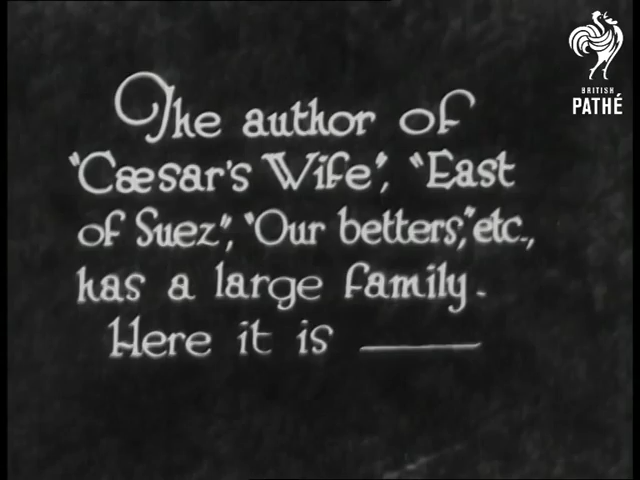 BRITISH
PATHÉ
The author of
"Cæsar's Wife", "East
of Suez", "Our betters," etc.,
has a large family.
Here it is ———